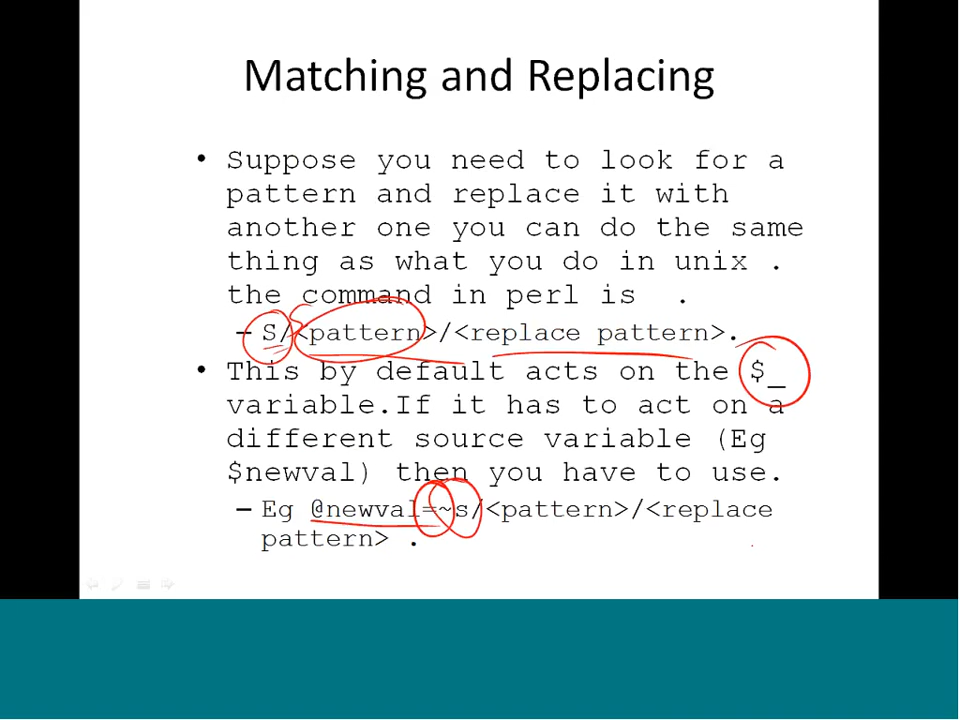 Matching and Replacing
• Suppose you need to look for a
pattern and replace it with
another one you can do the same
thing as what you do in unix .
the command in perl is .
– S/<pattern>/<replace pattern>.
• This by default acts on the $_
variable.If it has to act on a
different source variable (Eg
$newval) then you have to use.
– Eg @newval=~s/<pattern>/<replace
pattern> .